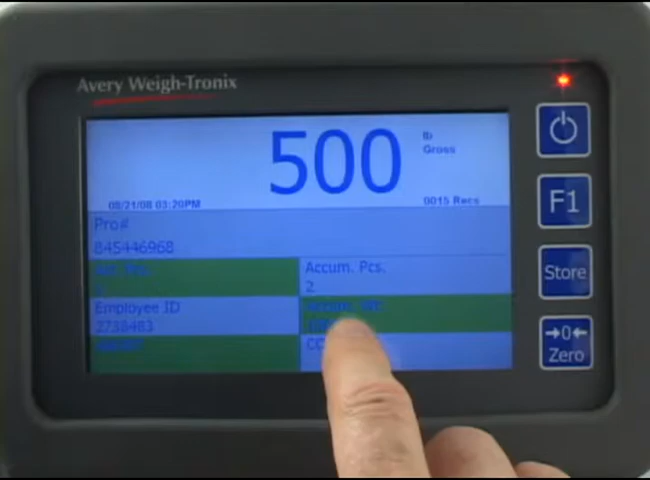 Avery Weigh-Tronix
500
lb
Gross
08/21/08 03:20PM
0015 Recs
F1
Pro#
845446968
Accum. Pcs.
2
Store
Employee ID
2738483
→0←
Zero